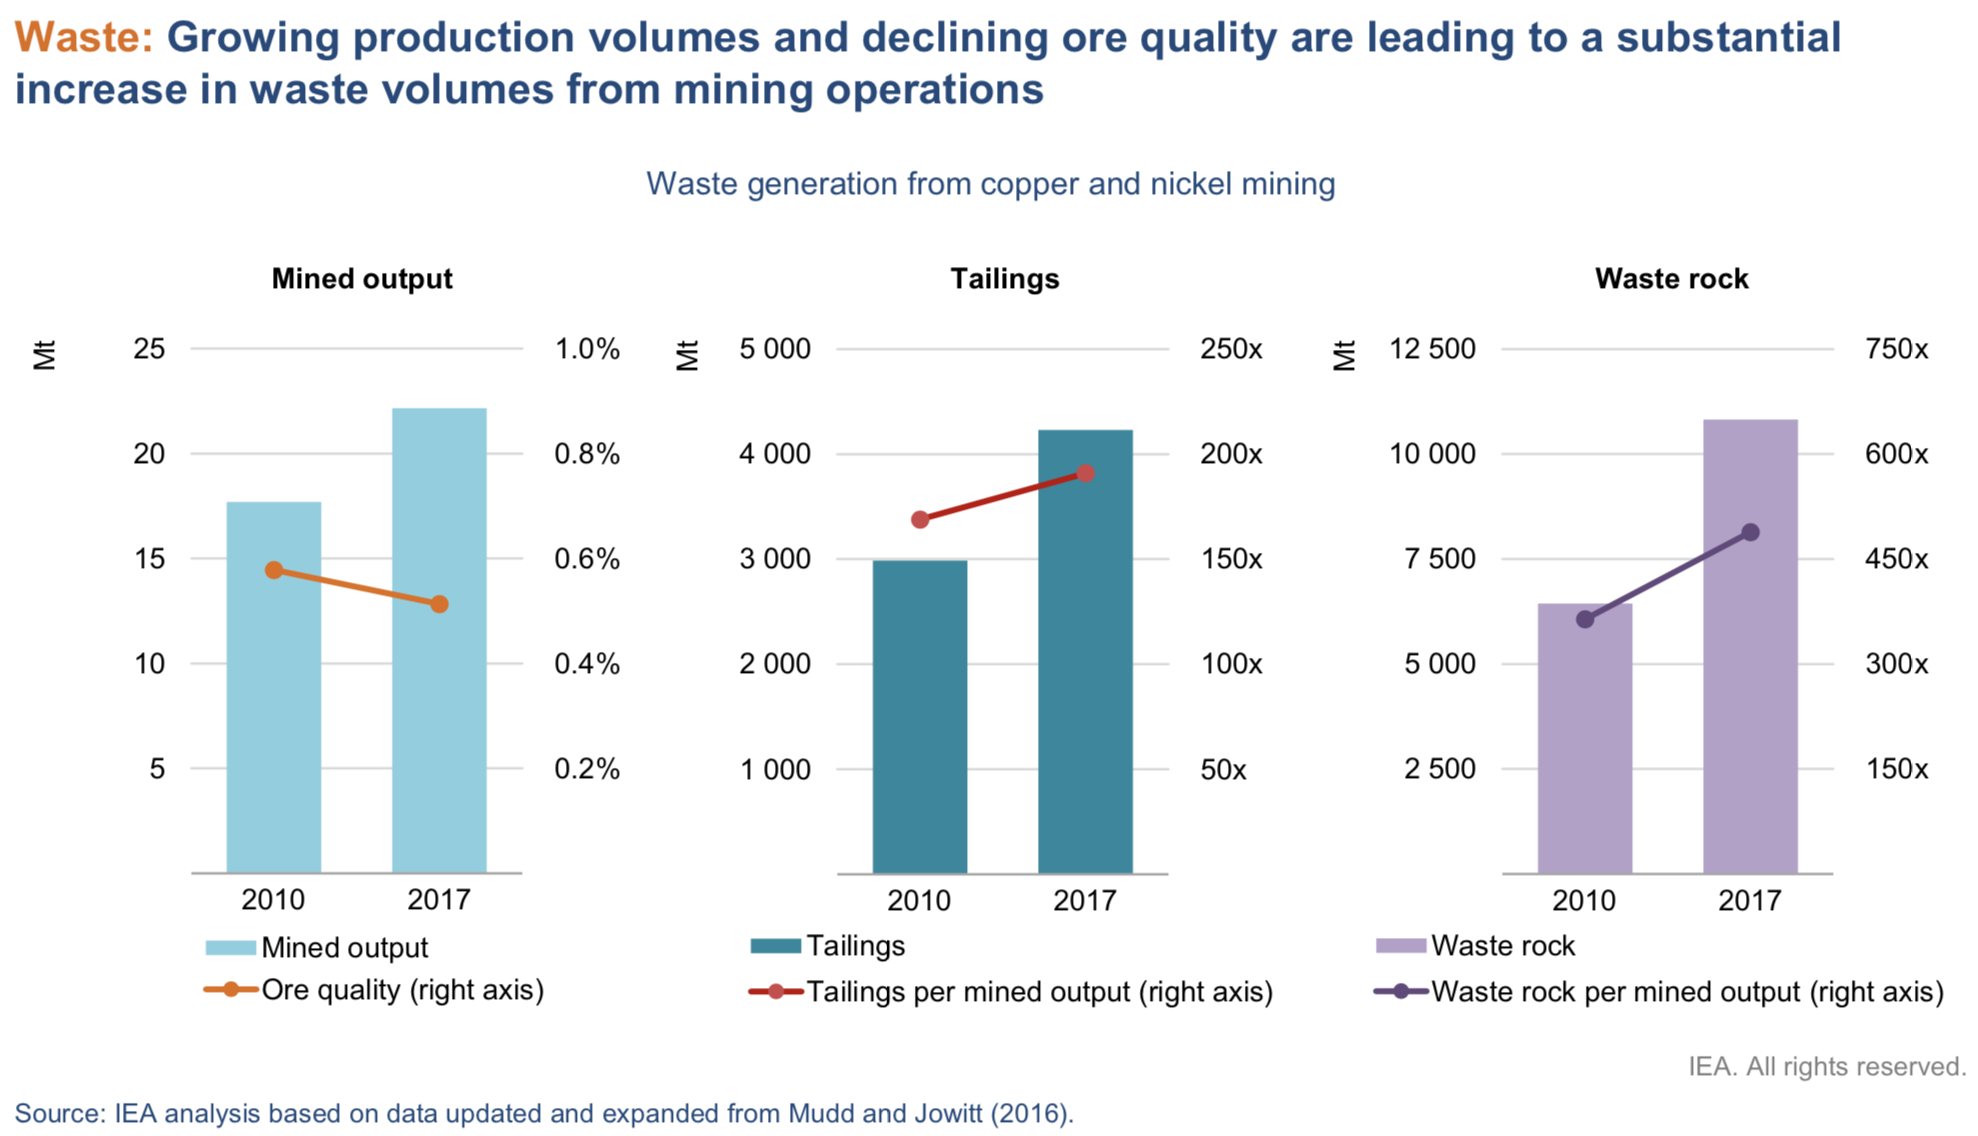 Waste: Growing production volumes and declining ore quality are leading to a substantial
increase in waste volumes from mining operations
Waste generation from copper and nickel mining
Mined output
Mt
25
20
15
10
5
1.0%
0.8%
0.6%
0.4%
0.2%
2010
2017
Mined output
Ore quality (right axis)
Tailings
Mt
5 000
4 000
3 000
2 000
1 000
250x
200x
150x
100x
50x
2010
2017
Tailings
Tailings per mined output (right axis)
Waste rock
Mt
12 500
10 000
7 500
5 000
2 500
750x
600x
450x
300x
150x
2010
2017
Waste rock
Waste rock per mined output (right axis)
IEA. All rights reserved.
Source: IEA analysis based on data updated and expanded from Mudd and Jowitt (2016).